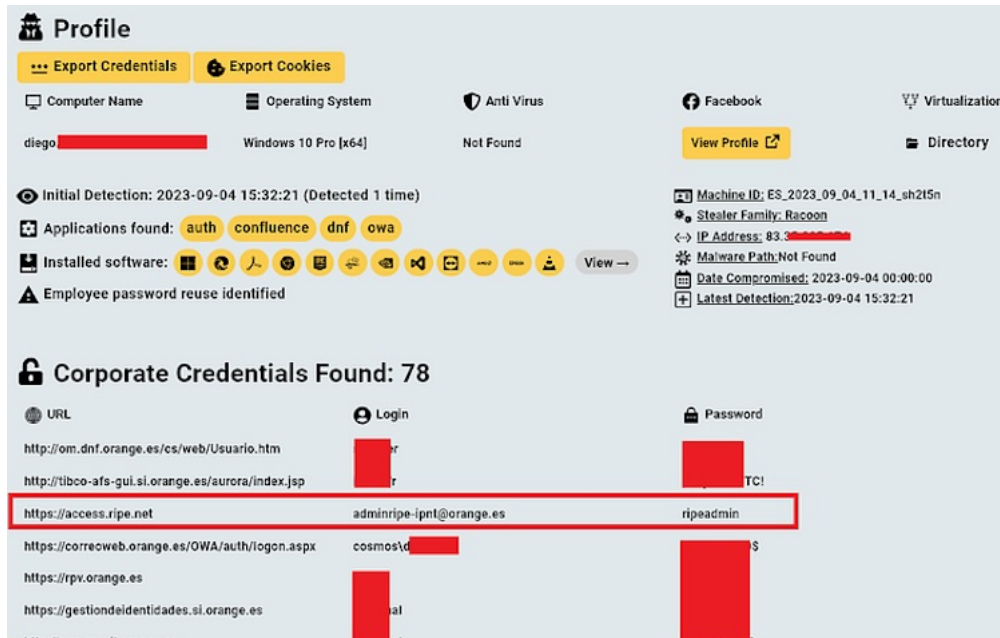 Profile
Export Credentials Export Cookies
Computer Name Operating System Anti Virus Facebook Virtualization
diego. Windows 10 Pro [x64] Not Found View Profile Directory
Initial Detection: 2023-09-04 15:32:21 (Detected 1 time)
Applications found: auth confluence dnf owa
Installed software: View →
Employee password reuse identified
Machine ID: ES_2023_09_04_11_14_sh2t5n
Stealer Family: Racoon
IP Address: 83.3
Malware Path:Not Found
Date Compromised: 2023-09-04 00:00:00
Latest Detection:2023-09-04 15:32:21
Corporate Credentials Found: 78
URL Login Password
http://om.dnf.orange.es/cs/web/Usuario.htm r
http://tibco-afs-gui.si.orange.es/aurora/index.jsp r TC!
https://access.ripe.net adminripe-ipnt@orange.es ripeadmin
https://correoweb.orange.es/OWA/auth/logon.aspx cosmos\d $
https://rpv.orange.es
https://gestiondeidentidades.si.orange.es al